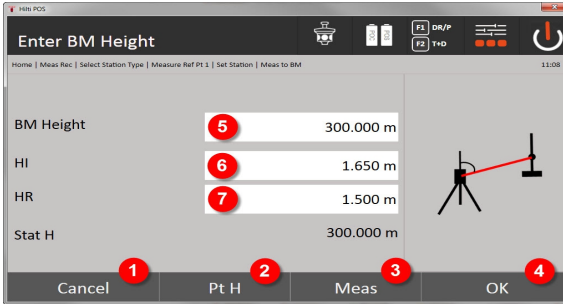 Hilti POS
Enter BM Height
POC
POS
F1 DR/P
F2 T+D
Home | Meas Rec | Select Station Type | Measure Ref Pt 1 | Set Station | Meas to BM
11:08
BM Height 5 300.000 m
HI 6 1.650 m
HR 7 1.500 m
Stat H 300.000 m
1 2 3 4
Cancel Pt H Meas OK